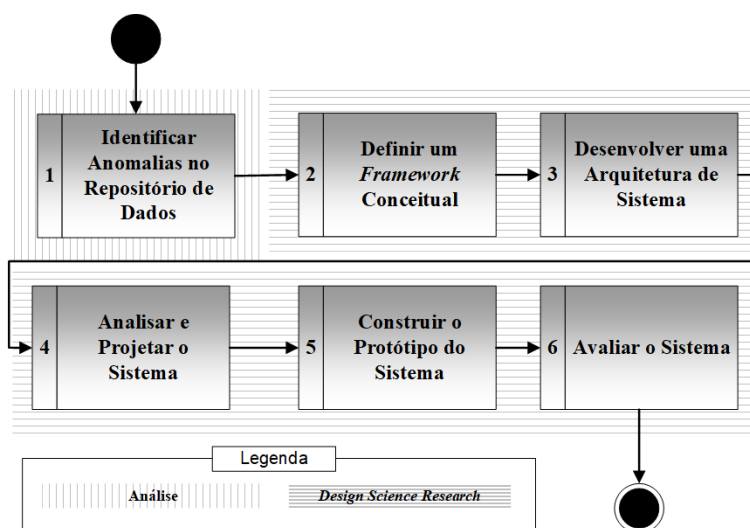 1
Identificar
Anomalias no
Repositório de
Dados
2
Definir um
Framework
Conceitual
3
Desenvolver uma
Arquitetura de
Sistema
4
Analisar e
Projetar o
Sistema
5
Construir o
Protótipo do
Sistema
6
Avaliar o Sistema
Legenda
Análise
Design Science Research